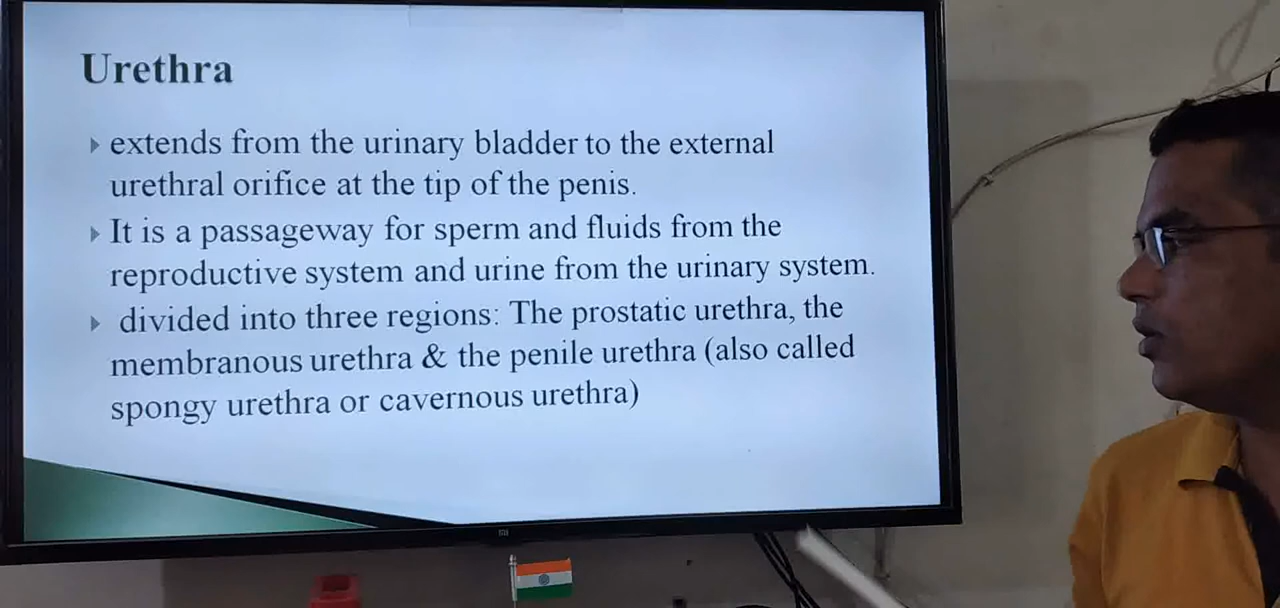 Urethra
extends from the urinary bladder to the external
urethral orifice at the tip of the penis.
It is a passageway for sperm and fluids from the
reproductive system and urine from the urinary system.
divided into three regions: The prostatic urethra, the
membranous urethra & the penile urethra (also called
spongy urethra or cavernous urethra)
mi